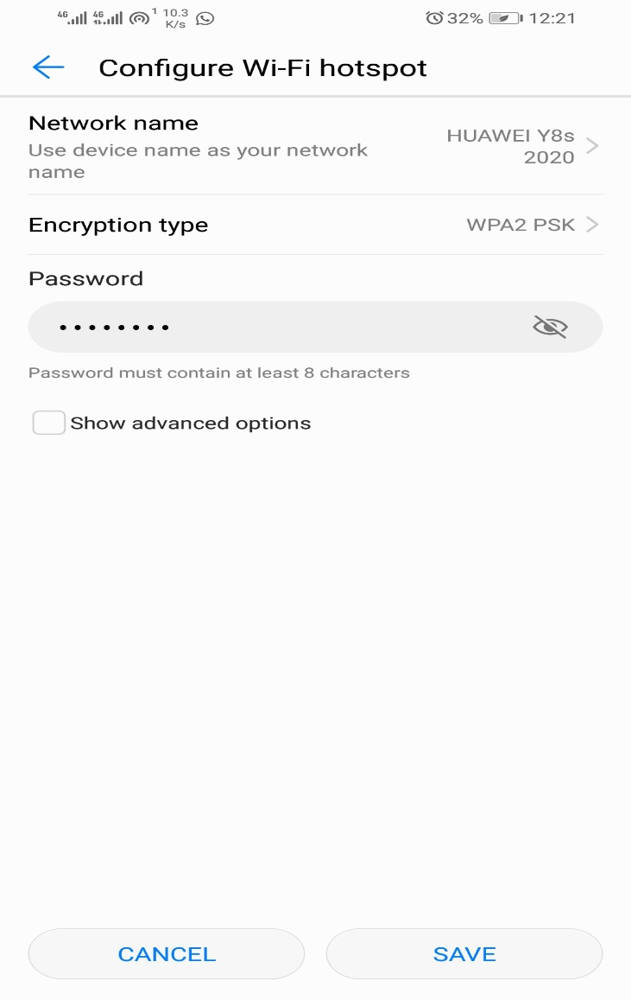 4G 4G 1 10.3 K/s 32% 12:21
Configure Wi-Fi hotspot
Network name
Use device name as your network
name
HUAWEI Y8s
2020
Encryption type WPA2 PSK
Password
••••••••
Password must contain at least 8 characters
Show advanced options
CANCEL SAVE